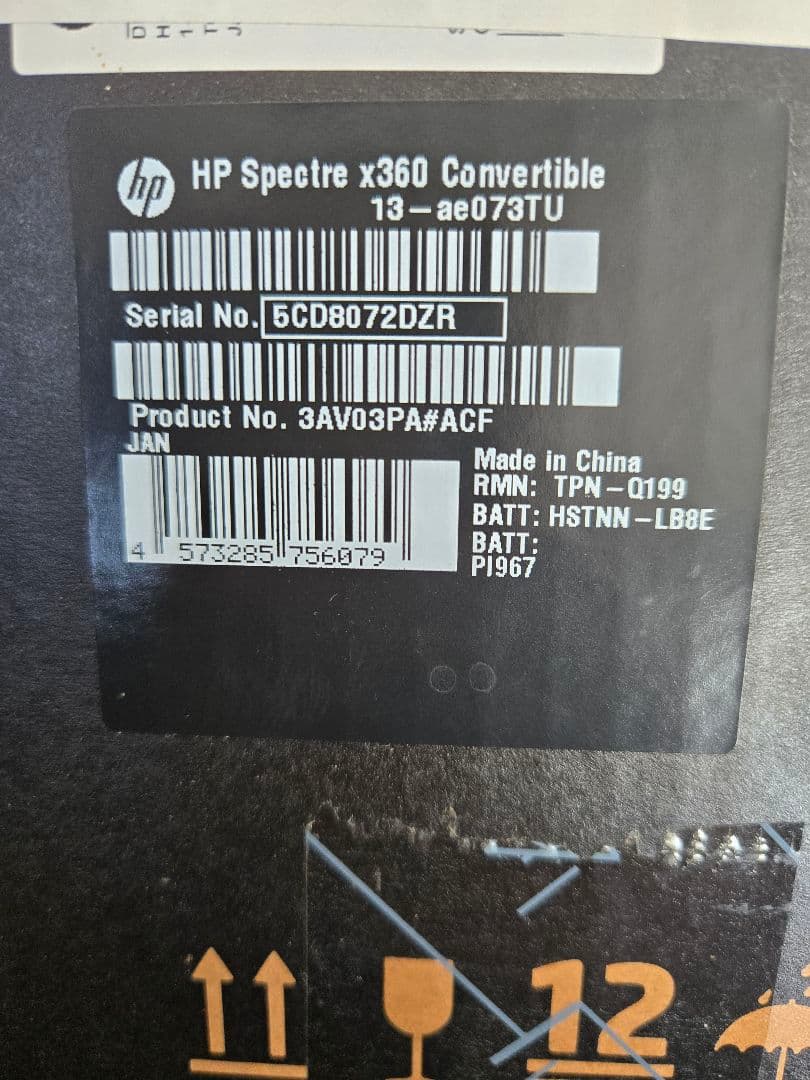 hp
HP Spectre x360 Convertible
13-ae073TU
Serial No. 5CD8072DZR
Product No. 3AV03PA#ACF
JAN
4 573285 756079
Made in China
RMN: TPN-Q199
BATT: HSTNN-LB8E
BATT:
PI967
12